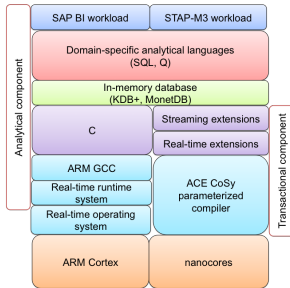 SAP BI workload
STAP-M3 workload
Domain-specific analytical languages
(SQL, Q)
In-memory database
(KDB+, MonetDB)
C
Streaming extensions
Real-time extensions
ARM GCC
Real-time runtime
system
Real-time operating
system
ACE CoSy
parameterized
compiler
ARM Cortex
nanocores
Analytical component
Transactional component